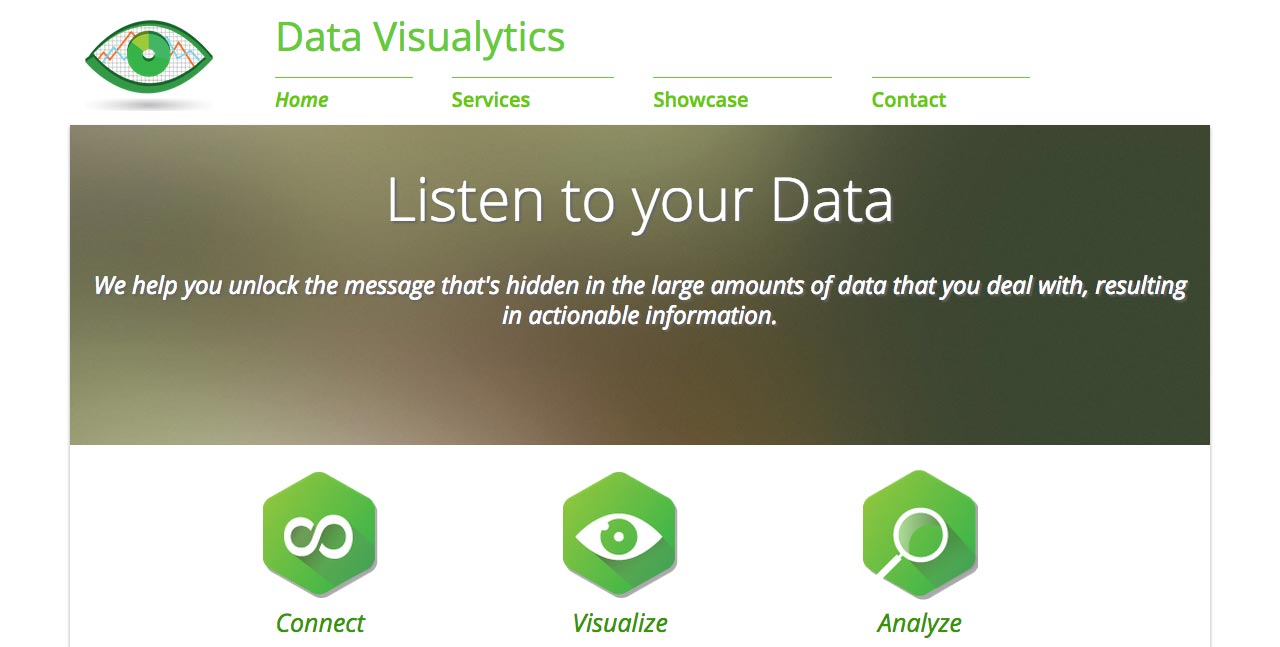 Data Visualytics
Home Services Showcase Contact
Listen to your Data
We help you unlock the message that's hidden in the large amounts of data that you deal with, resulting
in actionable information.
Connect Visualize Analyze